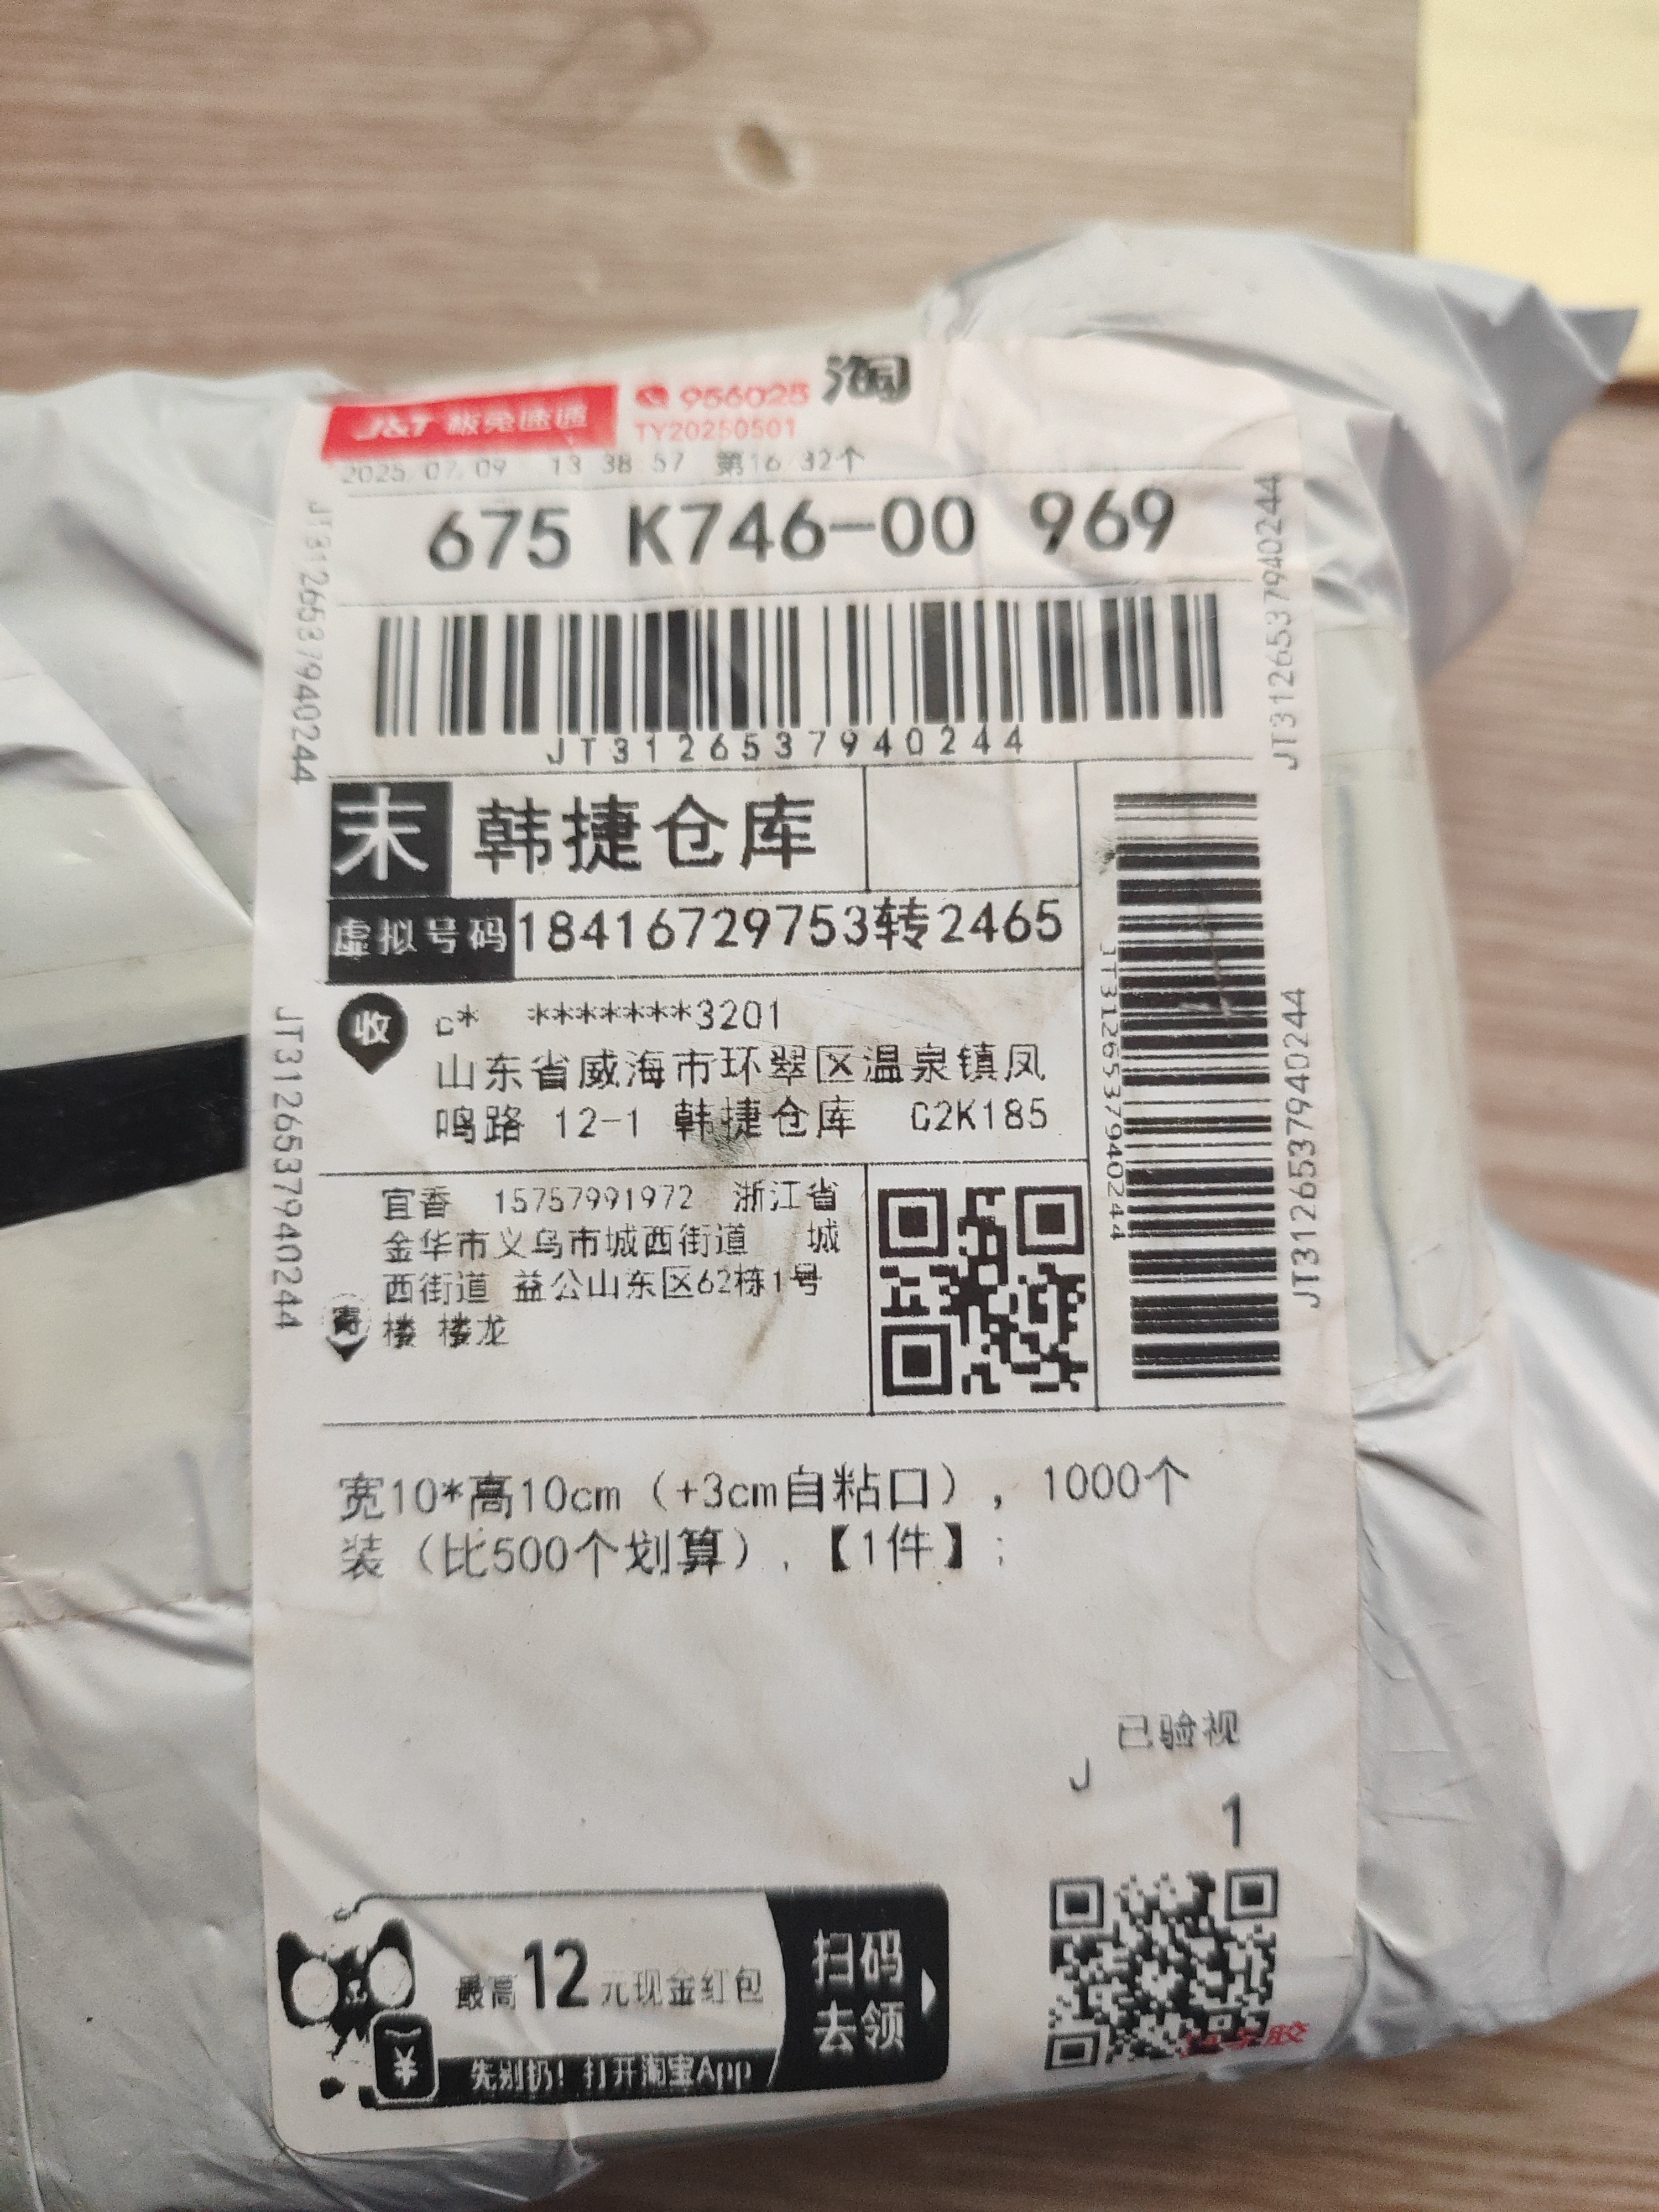 J&T 极兔速递
956025 淘
TY20250501
2025.07.09 13 38 57 第16 32个
675 K746-00 969
JT3126537940244
JT3126537940244
JT3126537940244
末 韩捷仓库
虚拟号码 18416729753转2465
收 c* *******3201
山东省威海市环翠区温泉镇凤
鸣路 12-1 韩捷仓库 C2K185
JT3126537940244
JT3126537940244
JT3126537940244
寄
宜香 15757991972 浙江省
金华市义乌市城西街道 城
西街道 益公山东区62栋1号
楼 楼龙
宽10*高10cm（+3cm自粘口），1000个
装（比500个划算）,【1件】;
已验视
J
1
最高12元现金红包
扫码
去领
先别扔！打开淘宝App